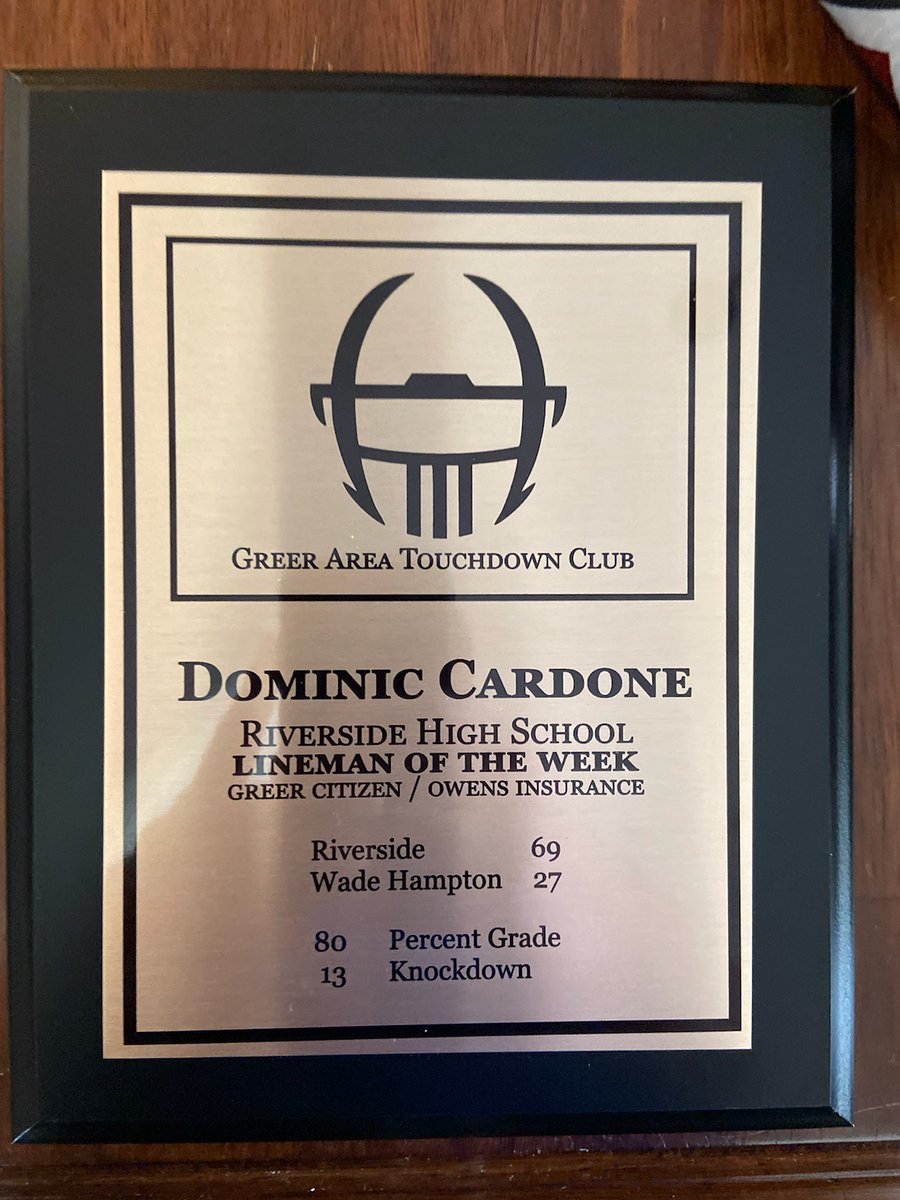 GREER AREA TOUCHDOWN CLUB
DOMINIC CARDONE
RIVERSIDE HIGH SCHOOL
LINEMAN OF THE WEEK
GREER CITIZEN / OWENS INSURANCE
Riverside 69
Wade Hampton 27
80 Percent Grade
13 Knockdown